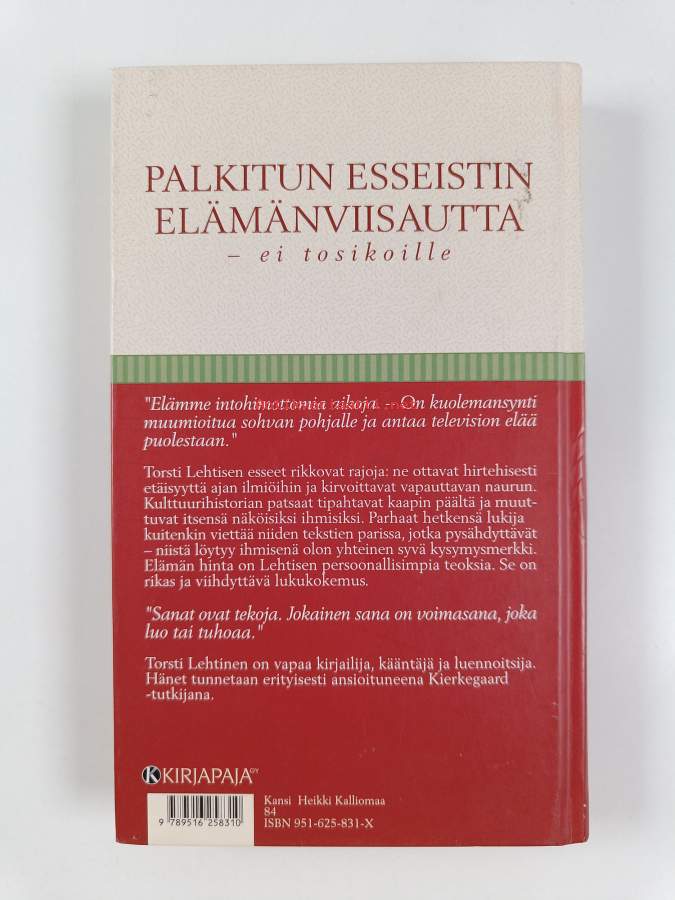 PALKITUN ESSEISTIN
ELÄMÄNVIISAUTTA
– ei tosikoille
"Elämme intohimottomia aikoja. – On kuolemansynti
muumioitua sohvan pohjalle ja antaa television elää
puolestaan."
Torsti Lehtisen esseet rikkovat rajoja: ne ottavat hirtehisesti
etäisyyttä ajan ilmiöihin ja kirvoittavat vapauttavan naurun.
Kulttuurihistorian patsaat tipahtavat kaapin päältä ja muut-
tuvat itsensä näköisiksi ihmisiksi. Parhaat hetkensä lukija
kuitenkin viettää niiden tekstien parissa, jotka pysähdyttävät
– niistä löytyy ihmisenä olon yhteinen syvä kysymysmerkki.
Elämän hinta on Lehtisen persoonallisimpia teoksia. Se on
rikas ja viihdyttävä lukukokemus.
"Sanat ovat tekoja. Jokainen sana on voimasana, joka
luo tai tuhoaa."
Torsti Lehtinen on vapaa kirjailija, kääntäjä ja luennoitsija.
Hänet tunnetaan erityisesti ansioituneena Kierkegaard
-tutkijana.
K KIRJAPAJA OY
Kansi Heikki Kalliomaa
84
ISBN 951-625-831-X
9 789516 258310